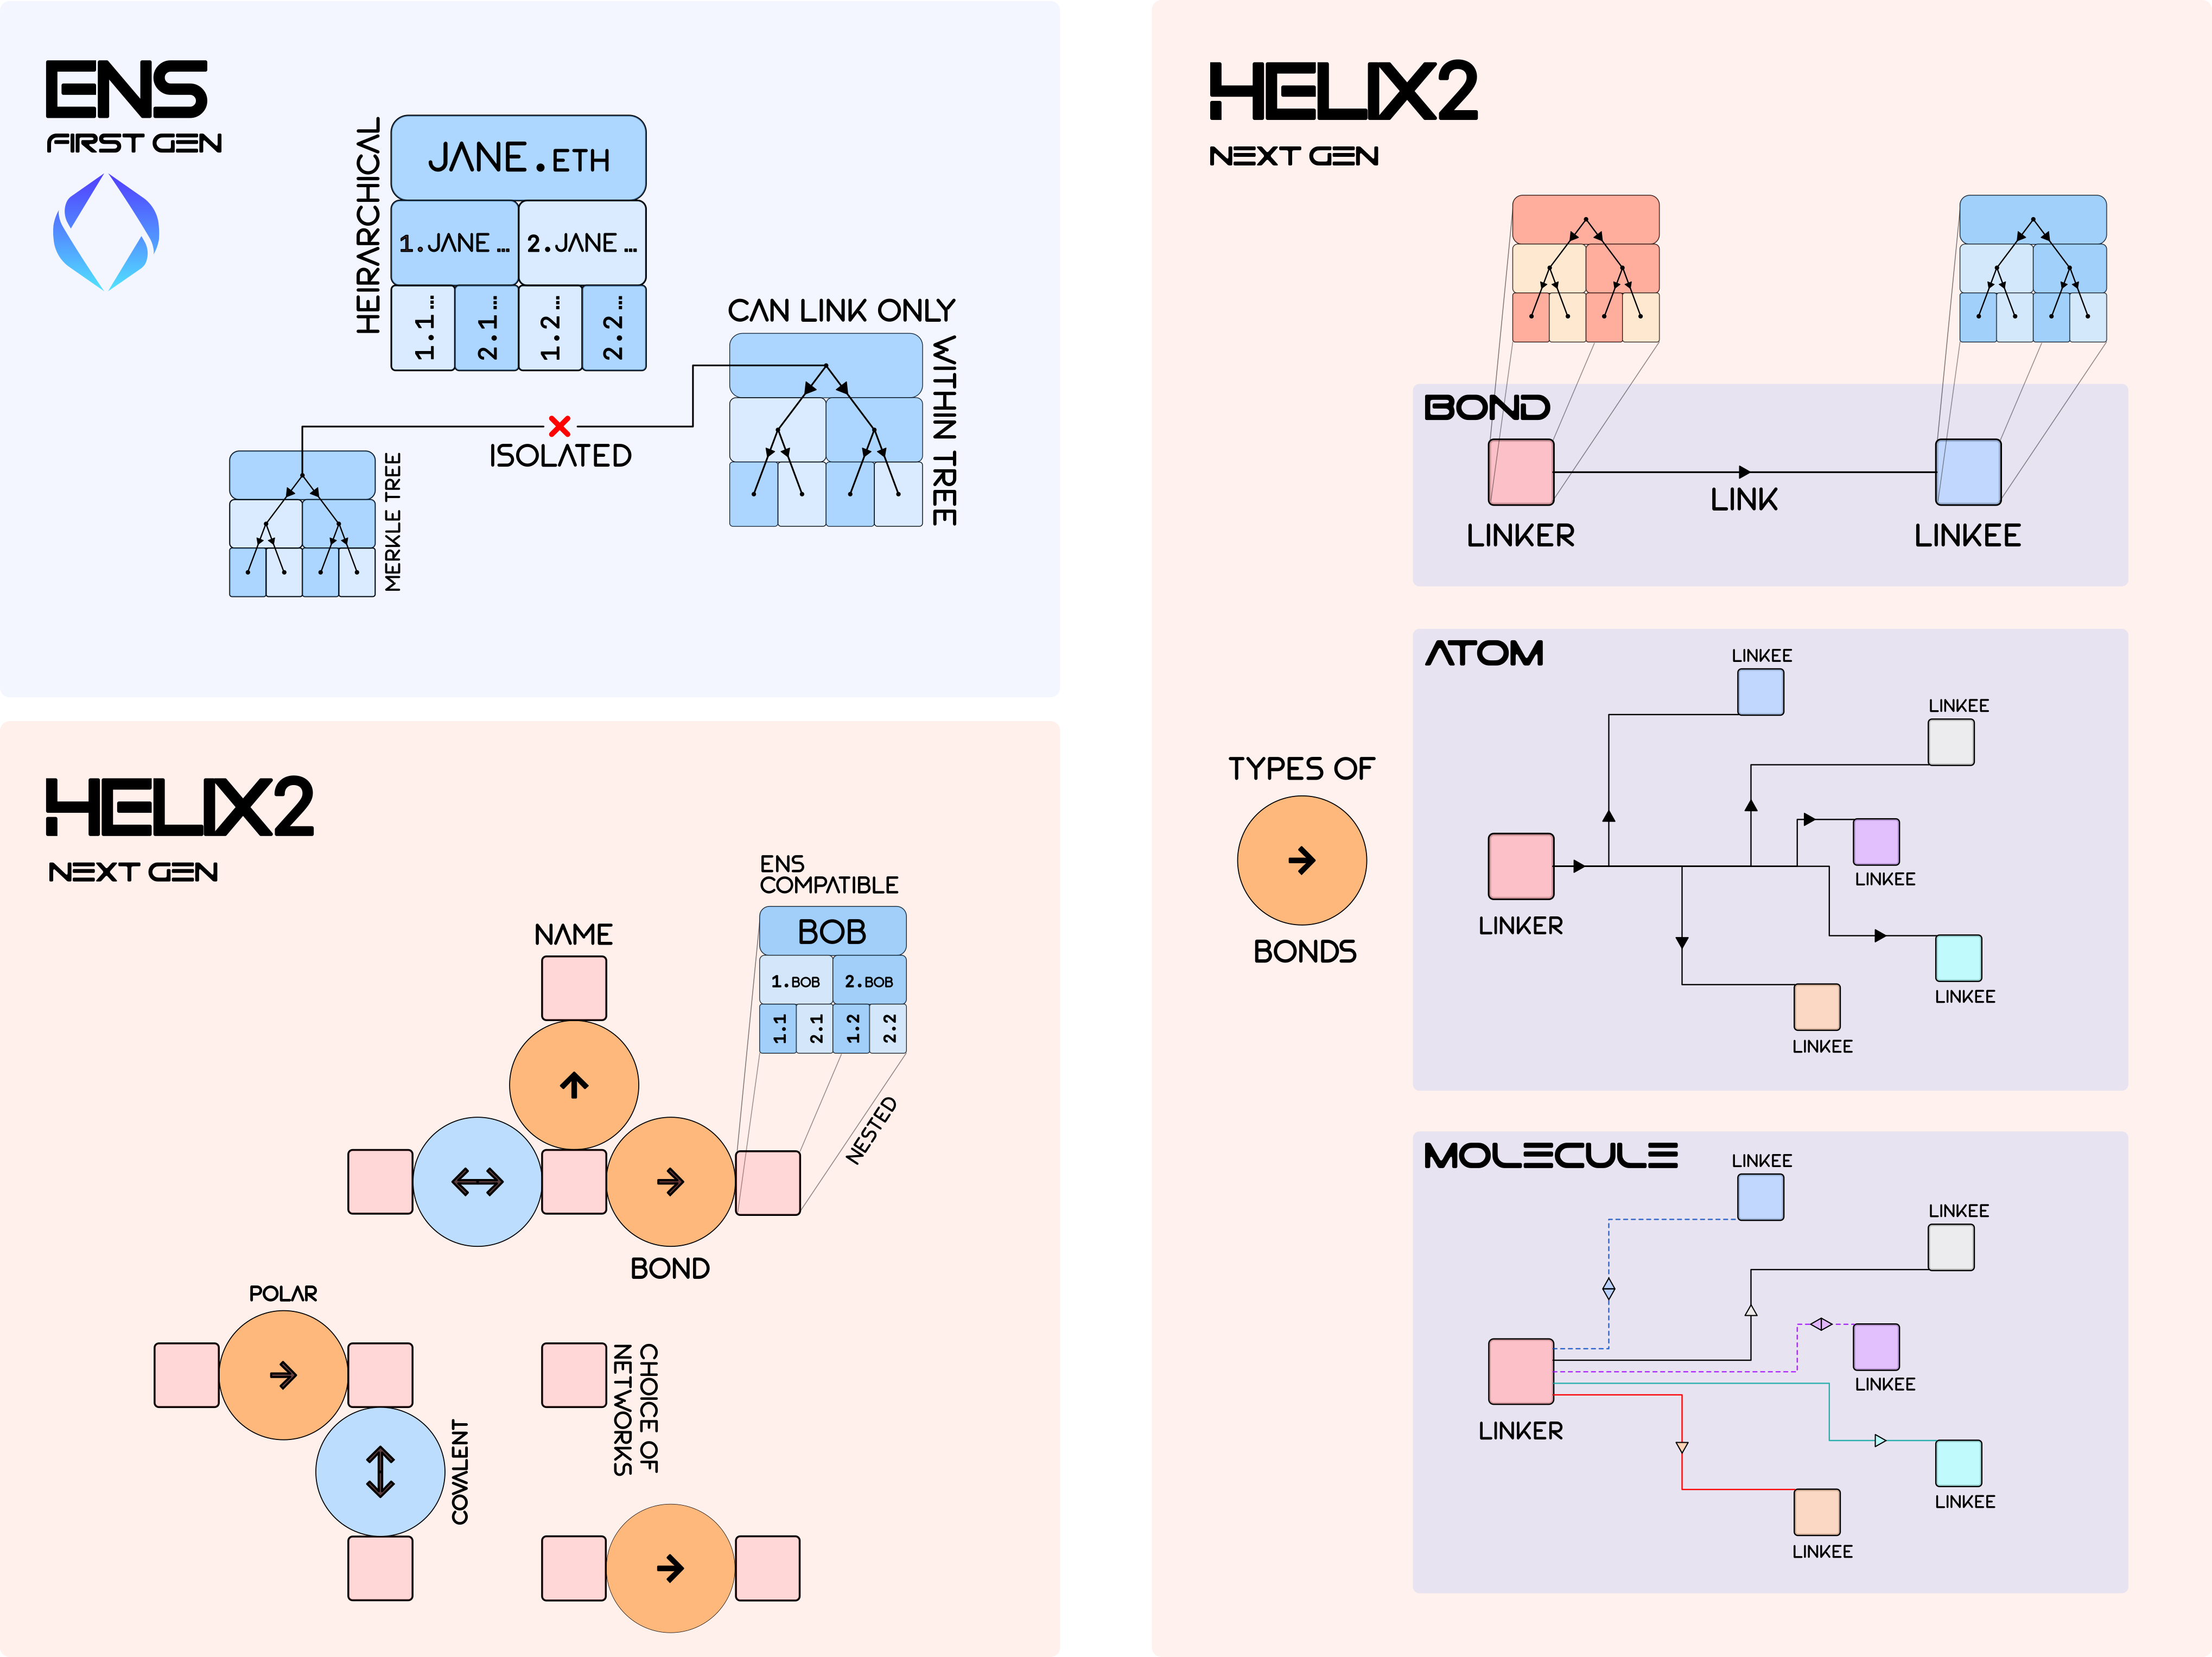 ENS
FIRST GEN
HEIRARCHICAL
JANE.ETH
1.JANE ...
2.JANE ...
1.1...
2.1...
1.2...
2.2...
CAN LINK ONLY
WITHIN TREE
ISOLATED
MERKLE TREE
HELIX2
NEXT GEN
ENS
COMPATIBLE
BOB
1.BOB
2.BOB
1.1
2.1
1.2
2.2
NESTED
NAME
BOND
POLAR
COVALENT
CHOICE OF
NETWORKS
HELIX2
NEXT GEN
BOND
LINK
LINKER
LINKEE
TYPES OF
BONDS
ATOM
LINKEE
LINKEE
LINKEE
LINKER
LINKEE
LINKEE
MOLECULE
LINKEE
LINKEE
LINKEE
LINKER
LINKEE
LINKEE